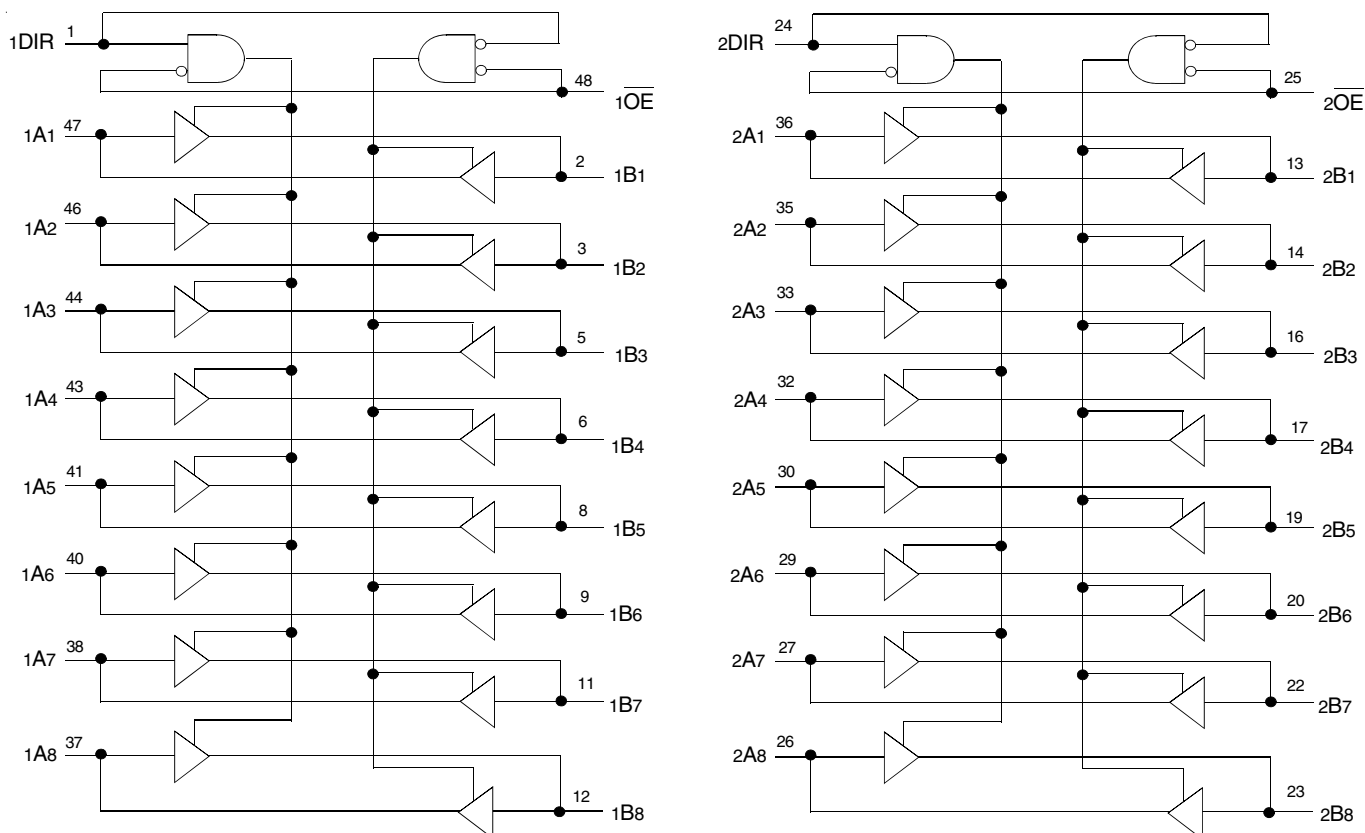 1DIR 1 2DIR 24
48 1OE 25 2OE
1A1 47 2A1 36
2 1B1 13 2B1
1A2 46 2A2 35
3 1B2 14 2B2
1A3 44 2A3 33
5 1B3 16 2B3
1A4 43 2A4 32
6 1B4 17 2B4
1A5 41 2A5 30
8 1B5 19 2B5
1A6 40 2A6 29
9 1B6 20 2B6
1A7 38 2A7 27
11 1B7 22 2B7
1A8 37 2A8 26
12 1B8 23 2B8